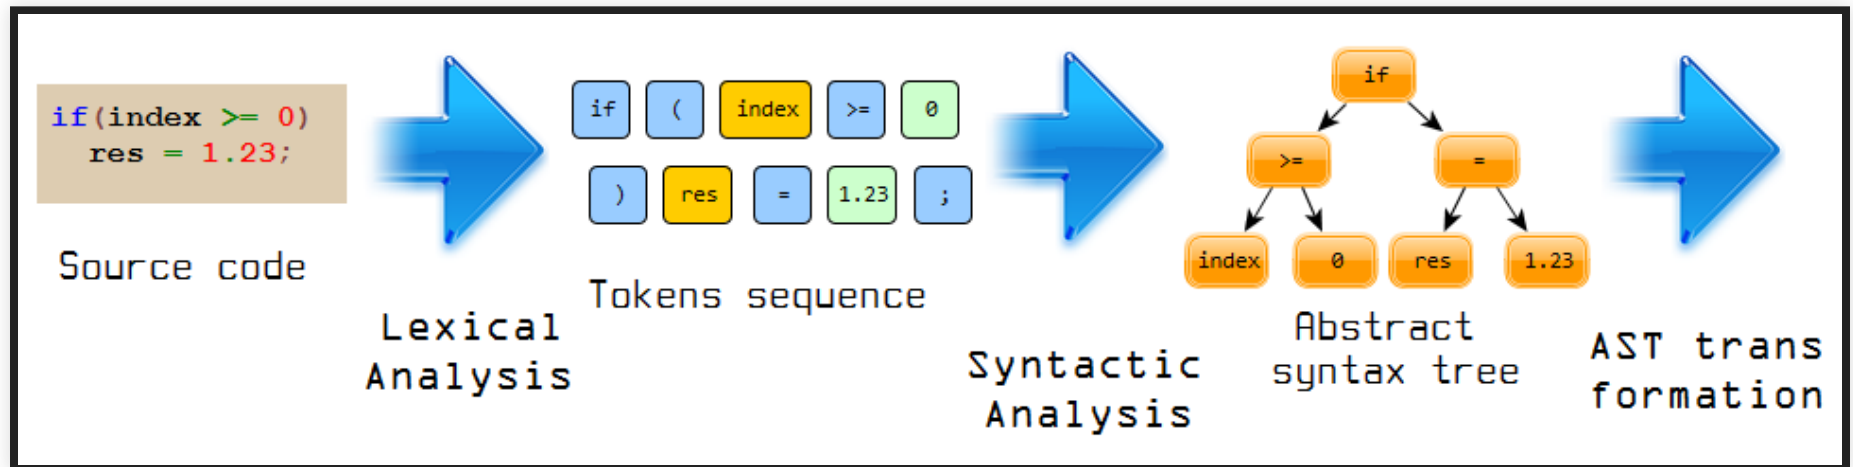 if(index >= 0)
res = 1.23;
Source code
Lexical
Analysis
if ( index >= 0
) res = 1.23 ;
Tokens sequence
Syntactic
Analysis
if
>= =
index 0 res 1.23
Abstract
syntax tree
AST trans
formation